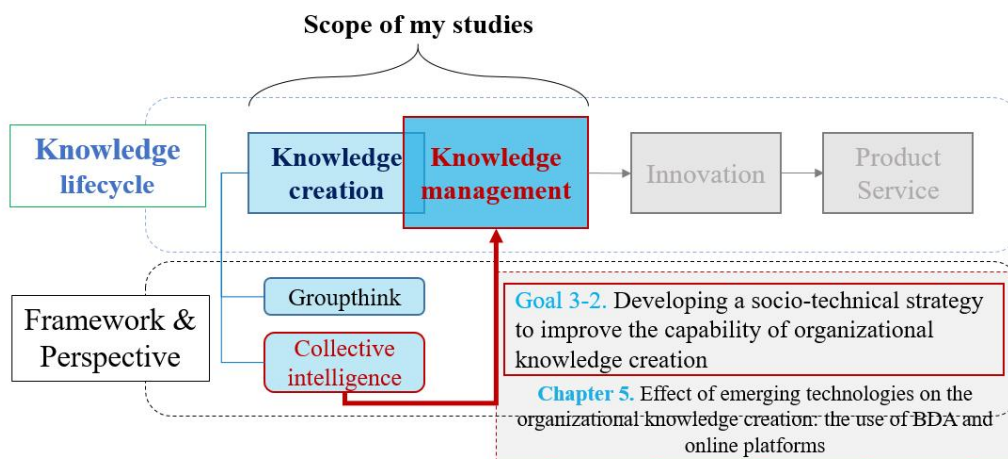 Scope of my studies
Knowledge
lifecycle
Knowledge
creation
Knowledge
management
Innovation
Product
Service
Framework &
Perspective
Groupthink
Collective
intelligence
Goal 3-2. Developing a socio-technical strategy
to improve the capability of organizational
knowledge creation
Chapter 5. Effect of emerging technologies on the
organizational knowledge creation: the use of BDA and
online platforms